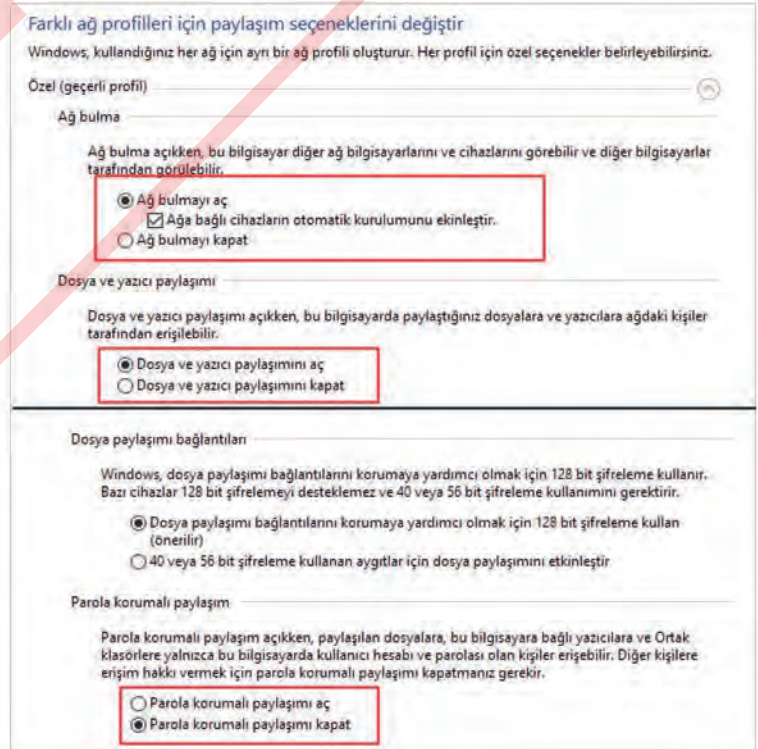 Farklı ağ profilleri için paylaşım seçeneklerini değiştir
Windows, kullandığınız her ağ için ayrı bir ağ profili oluşturur. Her profil için özel seçenekler belirleyebilirsiniz.
Özel (geçerli profil)
Ağ bulma
Ağ bulma açıkken, bu bilgisayar diğer ağ bilgisayarlarını ve cihazlarını görebilir ve diğer bilgisayarlar
tarafından görülebilir.
Ağ bulmayı aç
Ağa bağlı cihazların otomatik kurulumunu ekinleştir.
Ağ bulmayı kapat
Dosya ve yazıcı paylaşımı
Dosya ve yazıcı paylaşımı açıkken, bu bilgisayarda paylaştığınız dosyalara ve yazıcılara ağdaki kişiler
tarafından erişilebilir.
Dosya ve yazıcı paylaşımını aç
Dosya ve yazıcı paylaşımını kapat
Dosya paylaşımı bağlantıları
Windows, dosya paylaşımı bağlantılarını korumaya yardımcı olmak için 128 bit şifreleme kullanır.
Bazı cihazlar 128 bit şifrelemeyi desteklemez ve 40 veya 56 bit şifreleme kullanımını gerektirir.
Dosya paylaşımı bağlantılarını korumaya yardımcı olmak için 128 bit şifreleme kullan
(önerilir)
40 veya 56 bit şifreleme kullanan aygıtlar için dosya paylaşımını etkinleştir
Parola korumalı paylaşım
Parola korumalı paylaşım açıkken, paylaşılan dosyalara, bu bilgisayara bağlı yazıcılara ve Ortak
klasörlere yalnızca bu bilgisayarda kullanıcı hesabı ve parolası olan kişiler erişebilir. Diğer kişilere
erişim hakkı vermek için parola korumalı paylaşımı kapatmanız gerekir.
Parola korumalı paylaşımı aç
Parola korumalı paylaşımı kapat